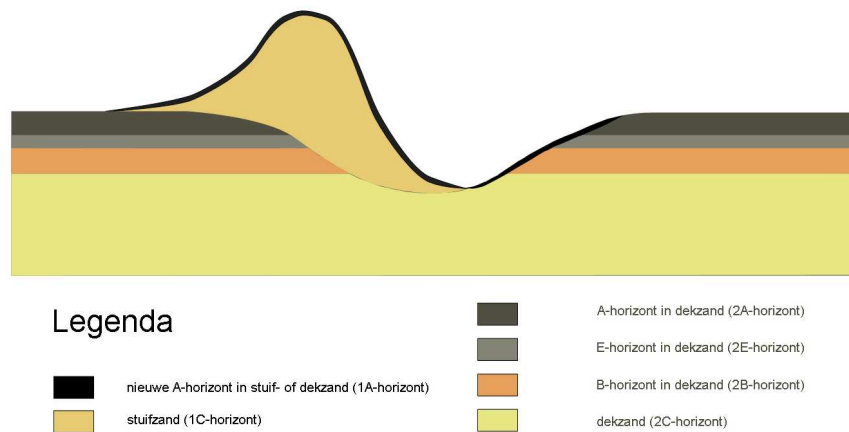 Legenda
nieuwe A-horizont in stuif- of dekzand (1A-horizont)
stuifzand (1C-horizont)
A-horizont in dekzand (2A-horizont)
E-horizont in dekzand (2E-horizont)
B-horizont in dekzand (2B-horizont)
dekzand (2C-horizont)